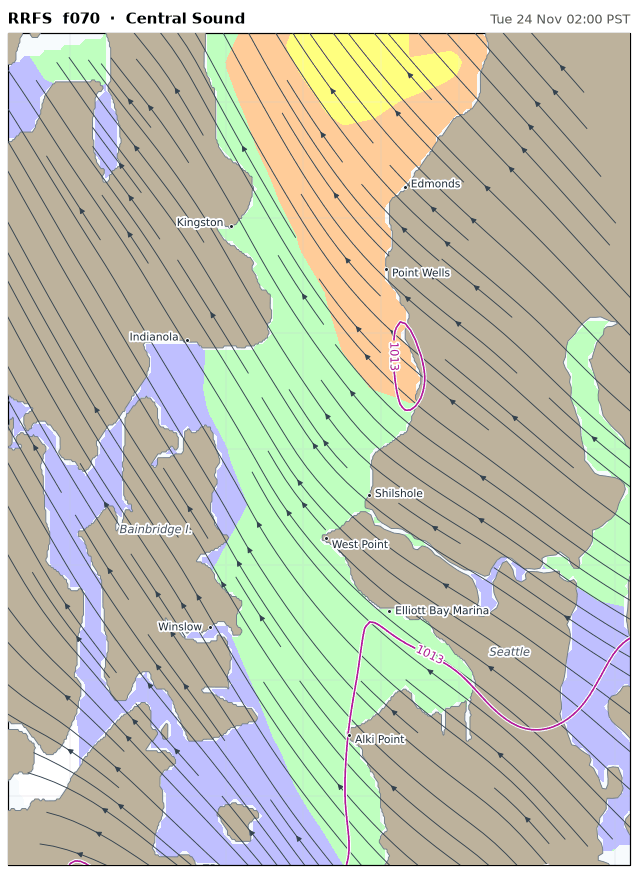 RRFS f070 · Central Sound
Tue 24 Nov 02:00 PST
Edmonds
Kingston
Point Wells
Indianola
1013
Shilshole
Bainbridge I.
West Point
Elliott Bay Marina
Winslow
1013
Seattle
Alki Point